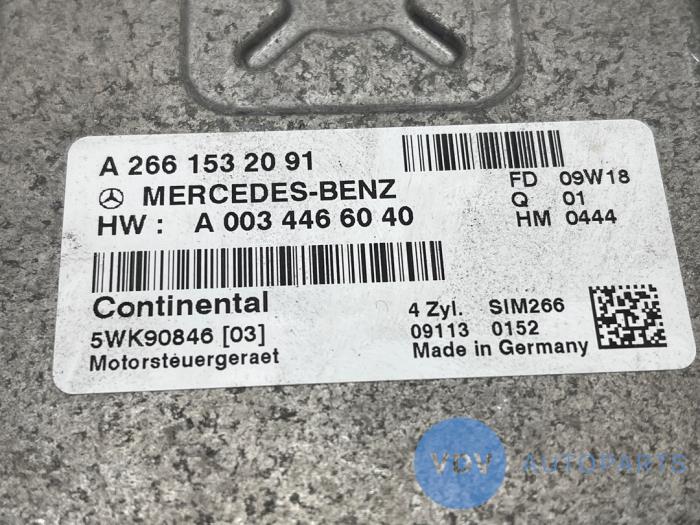 A 266 153 20 91
MERCEDES-BENZ
HW : A 003 446 60 40
FD 09W18
Q 01
HM 0444
Continental
5WK90846 [03]
Motorsteuergeraet
4 Zyl. SIM266
09113 0152
Made in Germany
VDV AUTOPARTS